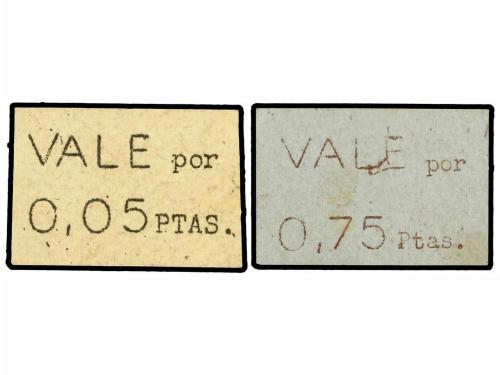 VALE por
0,05 PTAS.
VALE por
0,75 Ptas.